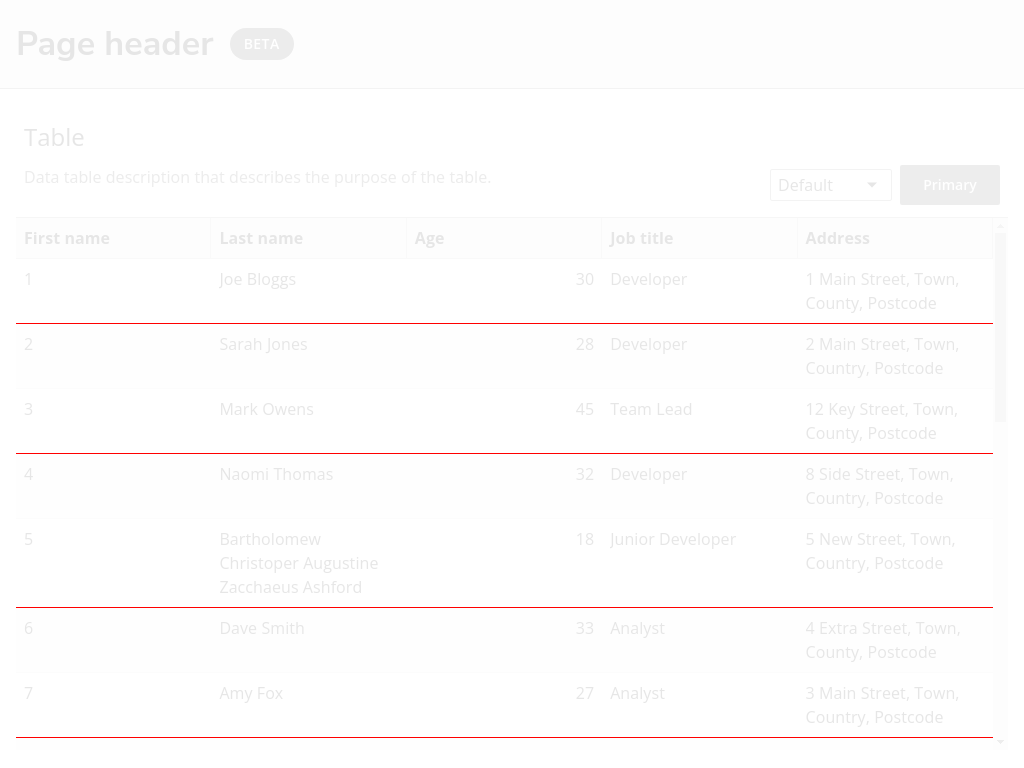 Page header BETA
Table
Data table description that describes the purpose of the table.
Default Primary
First name Last name Age Job title Address
1 Joe Bloggs 30 Developer 1 Main Street, Town,
County, Postcode
2 Sarah Jones 28 Developer 2 Main Street, Town,
Country, Postcode
3 Mark Owens 45 Team Lead 12 Key Street, Town,
County, Postcode
4 Naomi Thomas 32 Developer 8 Side Street, Town,
Country, Postcode
5 Bartholomew 18 Junior Developer 5 New Street, Town,
Christoper Augustine Country, Postcode
Zacchaeus Ashford
6 Dave Smith 33 Analyst 4 Extra Street, Town,
County, Postcode
7 Amy Fox 27 Analyst 3 Main Street, Town,
Country, Postcode